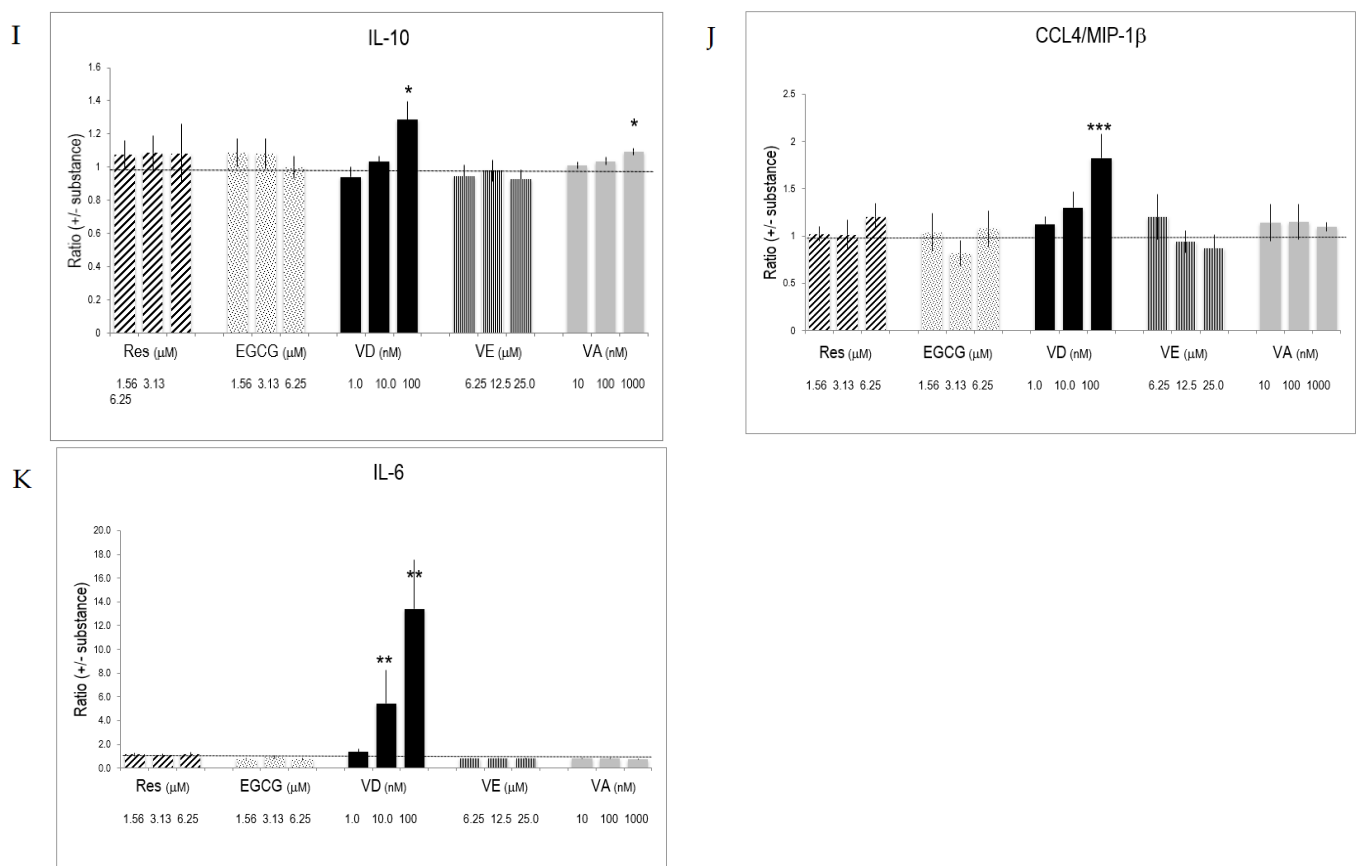 I
IL-10
Ratio (+/- substance)
1.6
1.4
1.2
1
0.8
0.6
0.4
0.2
0
*
*
Res (μM) EGCG (μM) VD (nM) VE (μM) VA (nM)
1.56 3.13 1.56 3.13 6.25 1.0 10.0 100 6.25 12.5 25.0 10 100 1000
6.25
J
CCL4/MIP-1β
Ratio (+/- substance)
2.5
2
1.5
1
0.5
0
***
Res (μM) EGCG (μM) VD (nM) VE (μM) VA (nM)
1.56 3.13 6.25 1.56 3.13 6.25 1.0 10.0 100 6.25 12.5 25.0 10 100 1000
K
IL-6
Ratio (+/- substance)
20.0
18.0
16.0
14.0
12.0
10.0
8.0
6.0
4.0
2.0
0.0
**
**
Res (μM) EGCG (μM) VD (nM) VE (μM) VA (nM)
1.56 3.13 6.25 1.56 3.13 6.25 1.0 10.0 100 6.25 12.5 25.0 10 100 1000